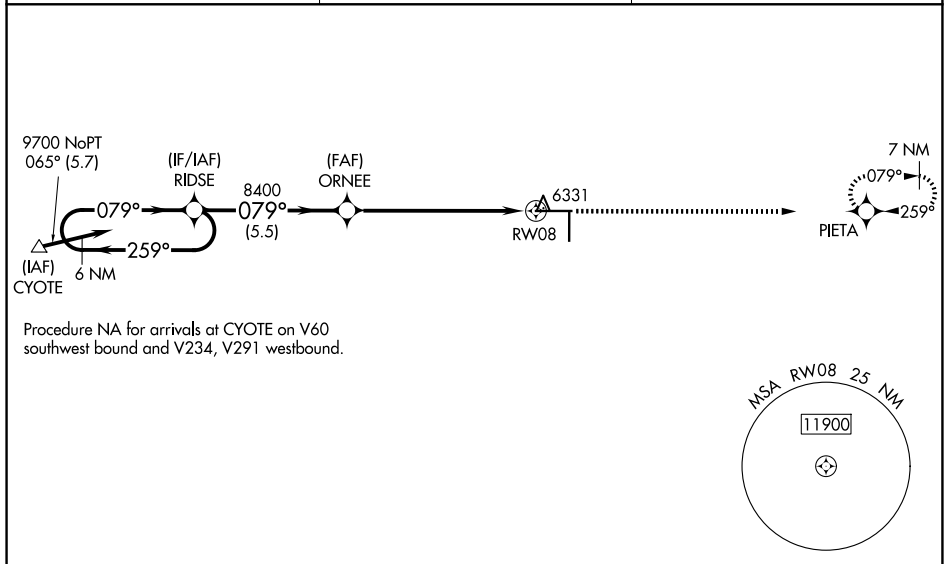 9700 NoPT
065° (5.7)
(IF/IAF)
RIDSE
(FAF)
ORNEE
7 NM
079°
8400
079°
(5.5)
6331
079°
259°
RW08
PIETA
259°
(IAF)
CYOTE
6 NM
Procedure NA for arrivals at CYOTE on V60
southwest bound and V234, V291 westbound.
MSA RW08 25 NM
11900